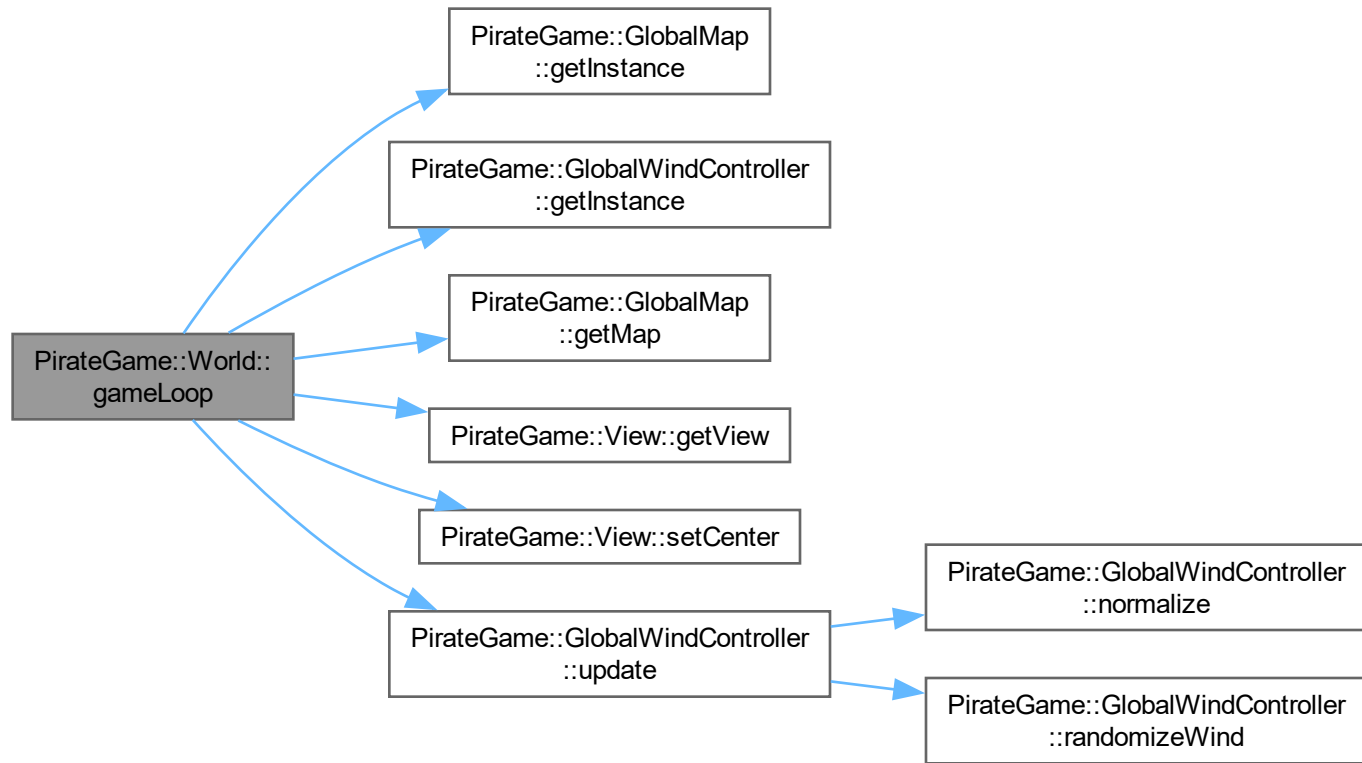 PirateGame::World::
gameLoop
PirateGame::GlobalMap
::getInstance
PirateGame::GlobalWindController
::getInstance
PirateGame::GlobalMap
::getMap
PirateGame::View::getView
PirateGame::View::setCenter
PirateGame::GlobalWindController
::update
PirateGame::GlobalWindController
::normalize
PirateGame::GlobalWindController
::randomizeWind